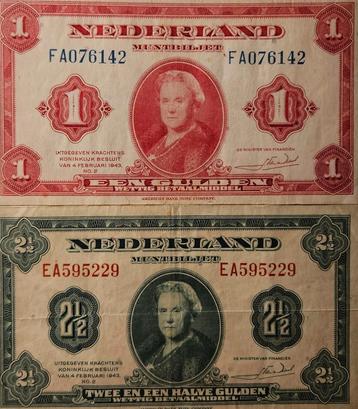 1 NEDERLAND 1
MUNTBILJET
FA076142 FA076142
1 1
UITGEGEVEN KRACHTENS
KONINKLIJK BESLUIT
VAN 4 FEBRUARI 1943,
NO. 2
DE MINISTER VAN FINANCIËN,
1 EEN GULDEN 1
WETTIG BETAALMIDDEL
AMERICAN BANK NOTE COMPANY.
2½ NEDERLAND 2½
MUNTBILJET
EA595229 EA595229
2½ 2½
UITGEGEVEN KRACHTENS
KONINKLIJK BESLUIT
VAN 4 FEBRUARI 1943,
NO. 2
DE MINISTER VAN FINANCIËN,
2½ TWEE EN EEN HALVE GULDEN 2½
WETTIG BETAALMIDDEL